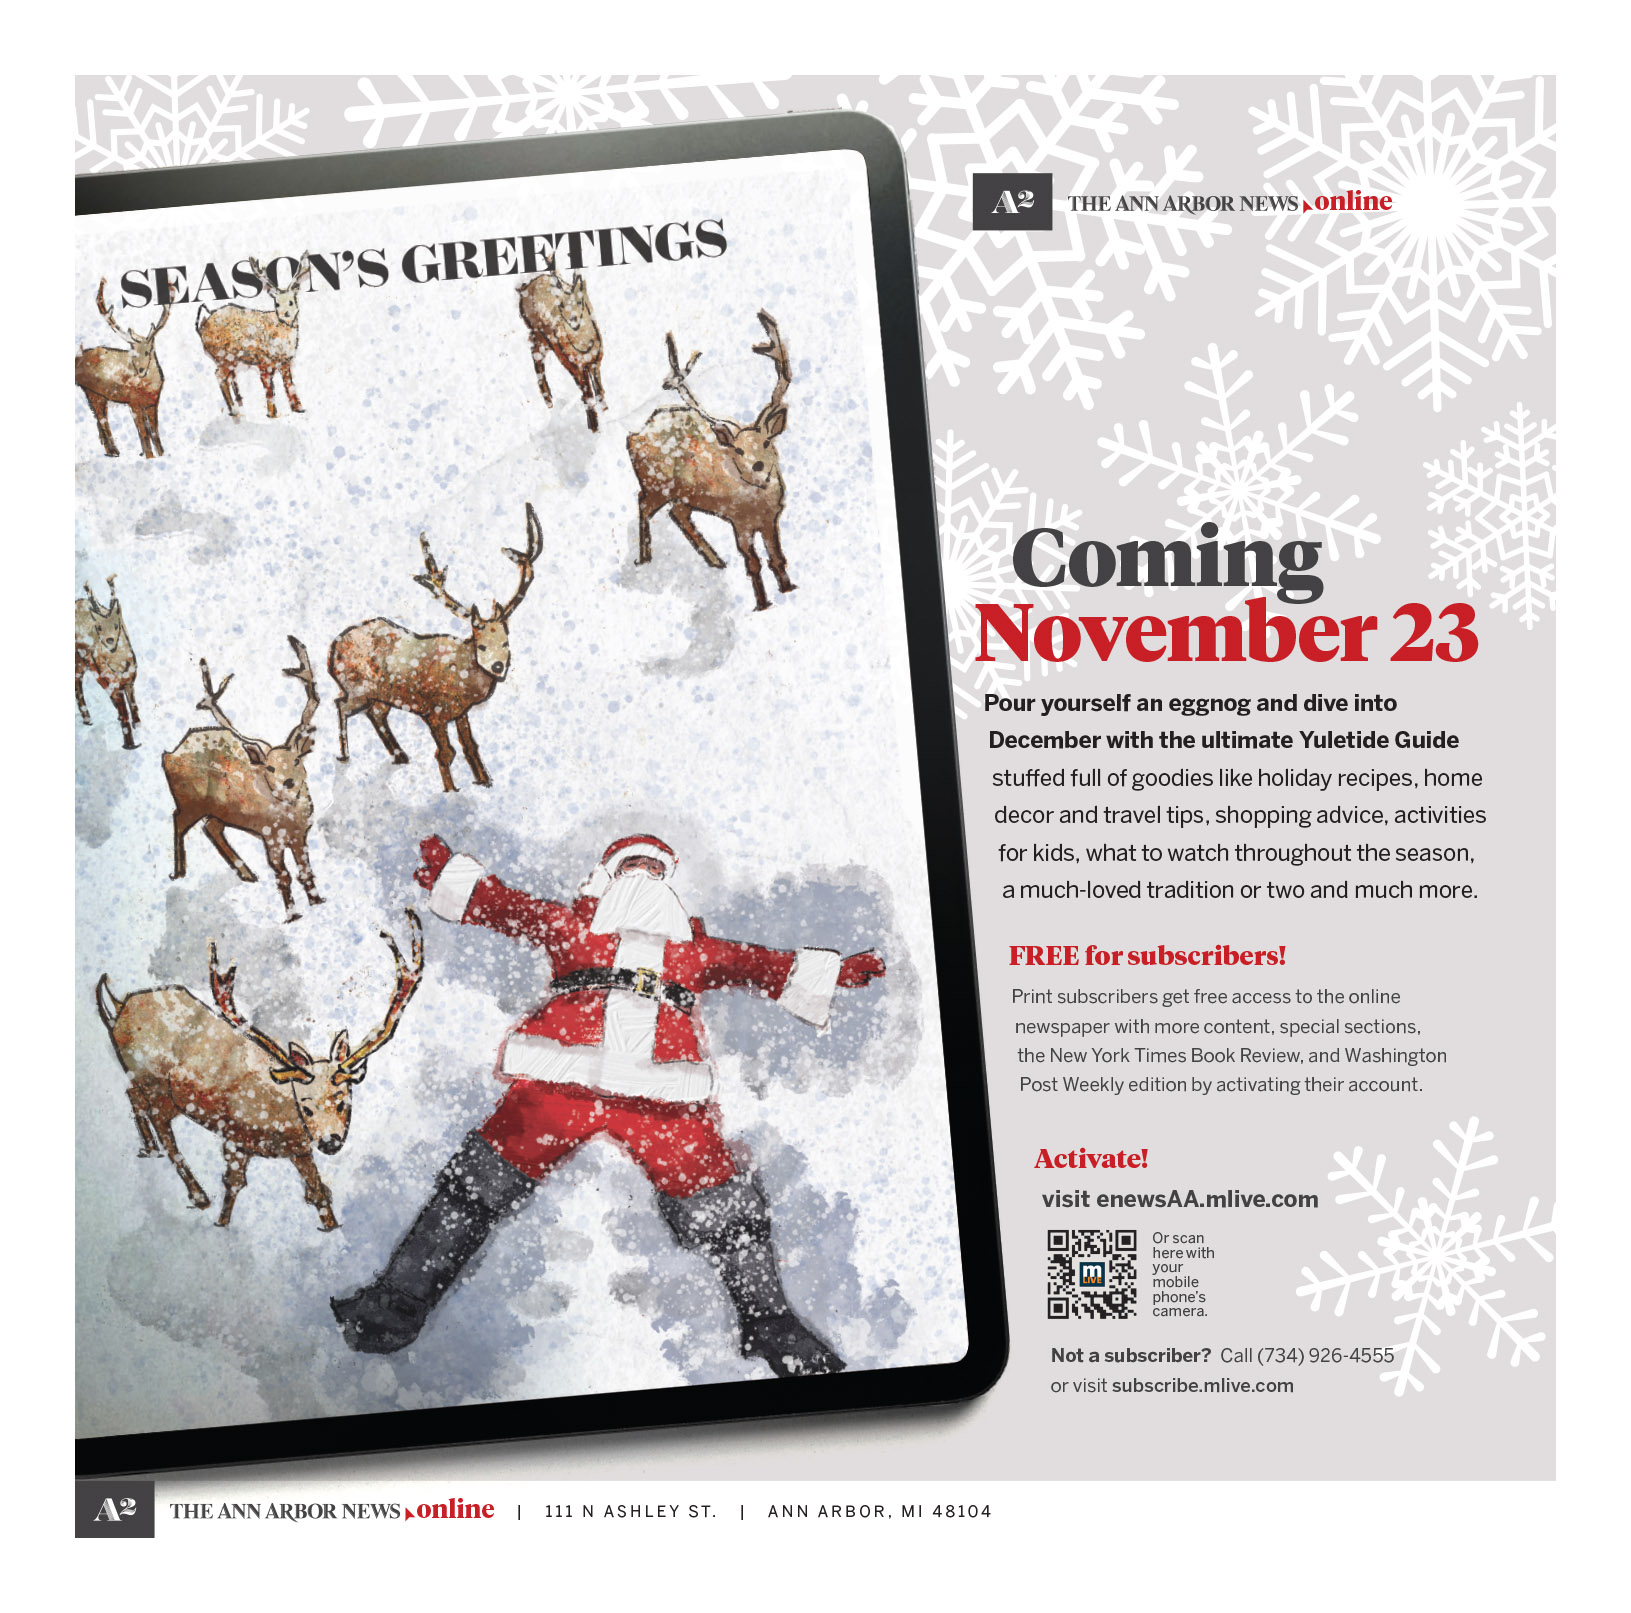 SEASON'S GREETINGS
A2 THE ANN ARBOR NEWS online
Coming
November 23
Pour yourself an eggnog and dive into
December with the ultimate Yuletide Guide
stuffed full of goodies like holiday recipes, home
decor and travel tips, shopping advice, activities
for kids, what to watch throughout the season,
a much-loved tradition or two and much more.
FREE for subscribers!
Print subscribers get free access to the online
newspaper with more content, special sections,
the New York Times Book Review, and Washington
Post Weekly edition by activating their account.
Activate!
visit enewsAA.mlive.com
m
LIVE
Or scan
here with
your
mobile
phone's
camera.
Not a subscriber? Call (734) 926-4555
or visit subscribe.mlive.com
A2 THE ANN ARBOR NEWS online | 111 N ASHLEY ST. | ANN ARBOR, MI 48104